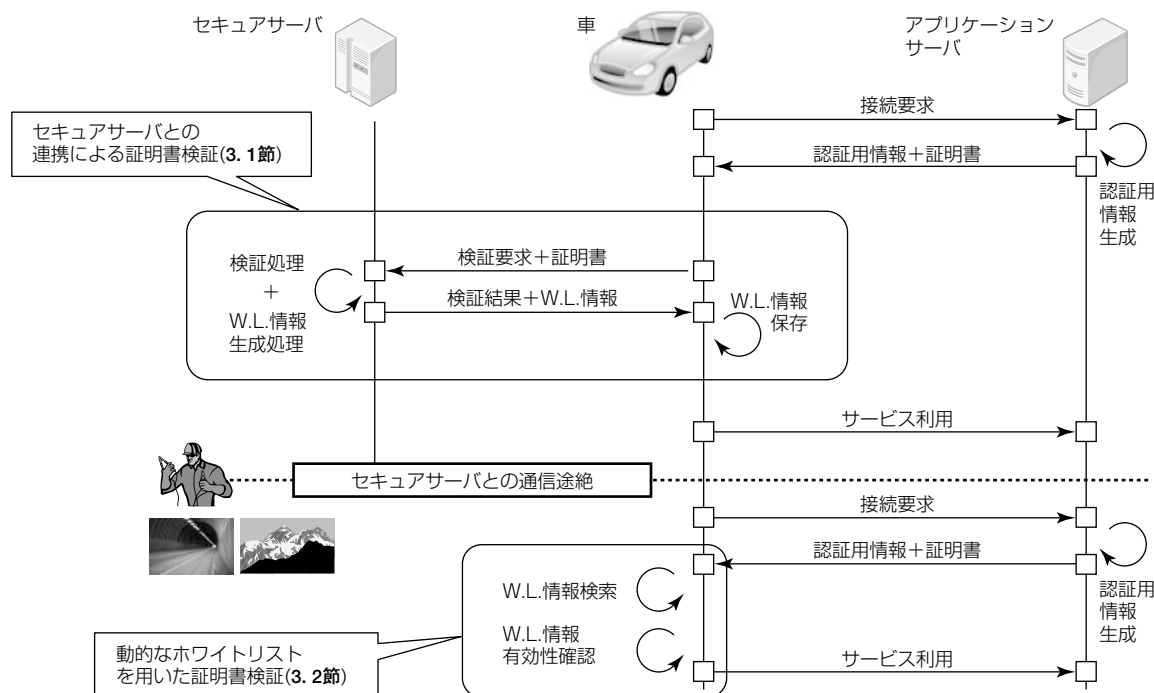 セキュアサーバ
車
アプリケーション
サーバ
接続要求
セキュアサーバとの
連携による証明書検証(3. 1節)
認証用情報＋証明書
認証用
情報
生成
検証処理
＋
W.L.情報
生成処理
検証要求＋証明書
検証結果＋W.L.情報
W.L.情報
保存
サービス利用
セキュアサーバとの通信途絶
接続要求
認証用情報＋証明書
認証用
情報
生成
W.L.情報検索
W.L.情報
有効性確認
動的なホワイトリスト
を用いた証明書検証(3. 2節)
サービス利用